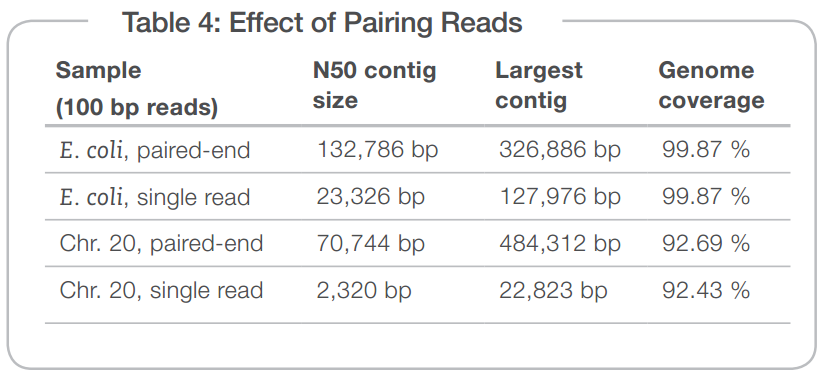 Table 4: Effect of Pairing Reads
Sample (100 bp reads) N50 contig size Largest contig Genome coverage
E. coli, paired-end 132,786 bp 326,886 bp 99.87 %
E. coli, single read 23,326 bp 127,976 bp 99.87 %
Chr. 20, paired-end 70,744 bp 484,312 bp 92.69 %
Chr. 20, single read 2,320 bp 22,823 bp 92.43 %